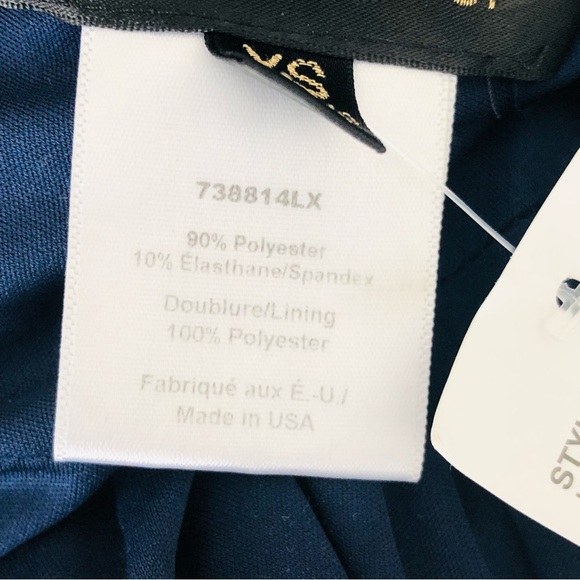 738814LX
90% Polyester
10% Élasthane/Spandex
Doublure/Lining
100% Polyester
Fabriqué aux É.-U./
Made in USA